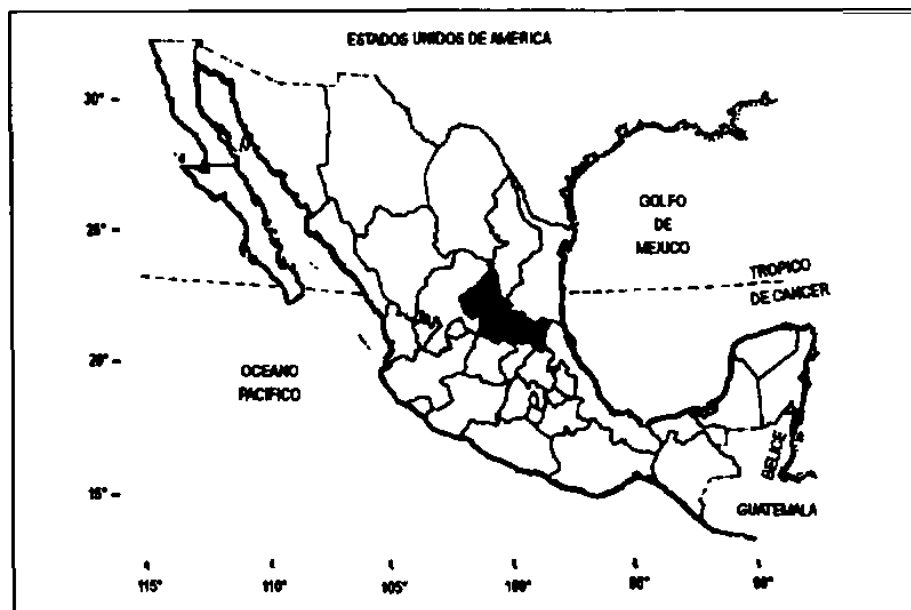 ESTADOS UNIDOS DE AMERICA
30°
25°
GOLFO
DE
MEXICO
TROPICO
DE CANCER
20°
OCEANO
PACIFICO
BELICE
15°
GUATEMALA
115°
110°
105°
100°
95°
90°